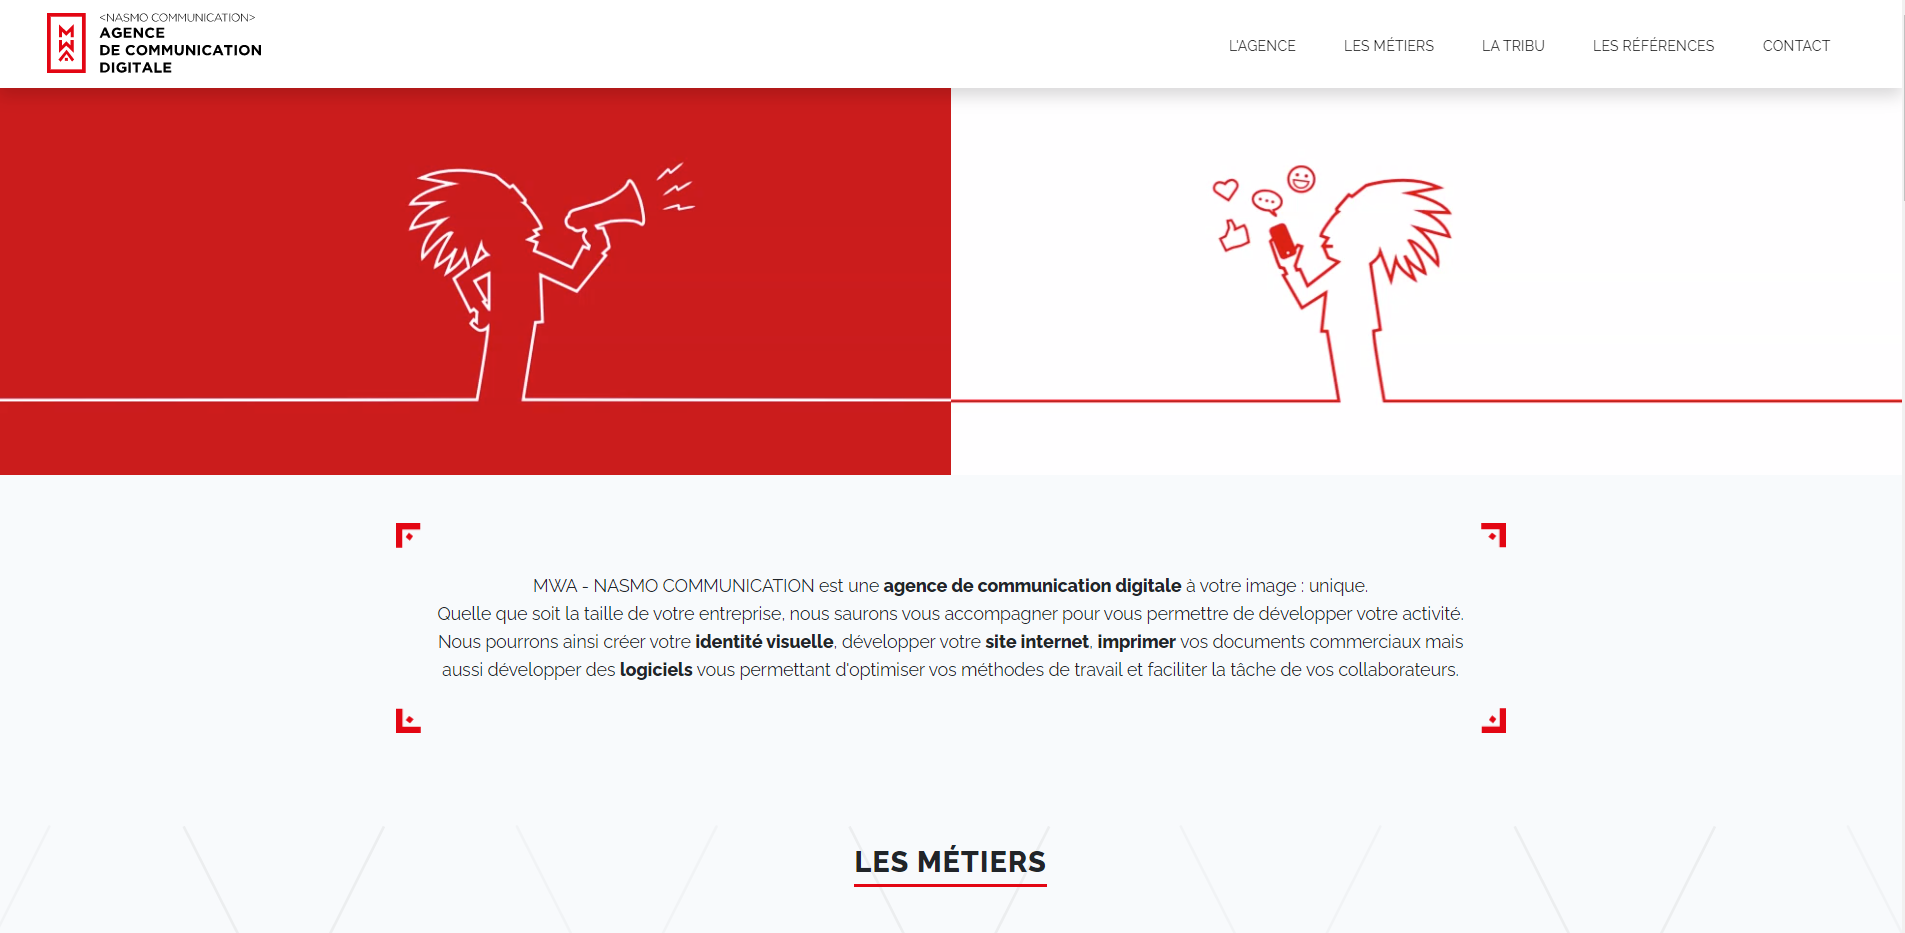 <NASMO COMMUNICATION>
AGENCE
DE COMMUNICATION
DIGITALE
MWA
L'AGENCE
LES MÉTIERS
LA TRIBU
LES RÉFÉRENCES
CONTACT
MWA - NASMO COMMUNICATION est une agence de communication digitale à votre image : unique.
Quelle que soit la taille de votre entreprise, nous saurons vous accompagner pour vous permettre de développer votre activité.
Nous pourrons ainsi créer votre identité visuelle, développer votre site internet, imprimer vos documents commerciaux mais
aussi développer des logiciels vous permettant d'optimiser vos méthodes de travail et faciliter la tâche de vos collaborateurs.
LES MÉTIERS